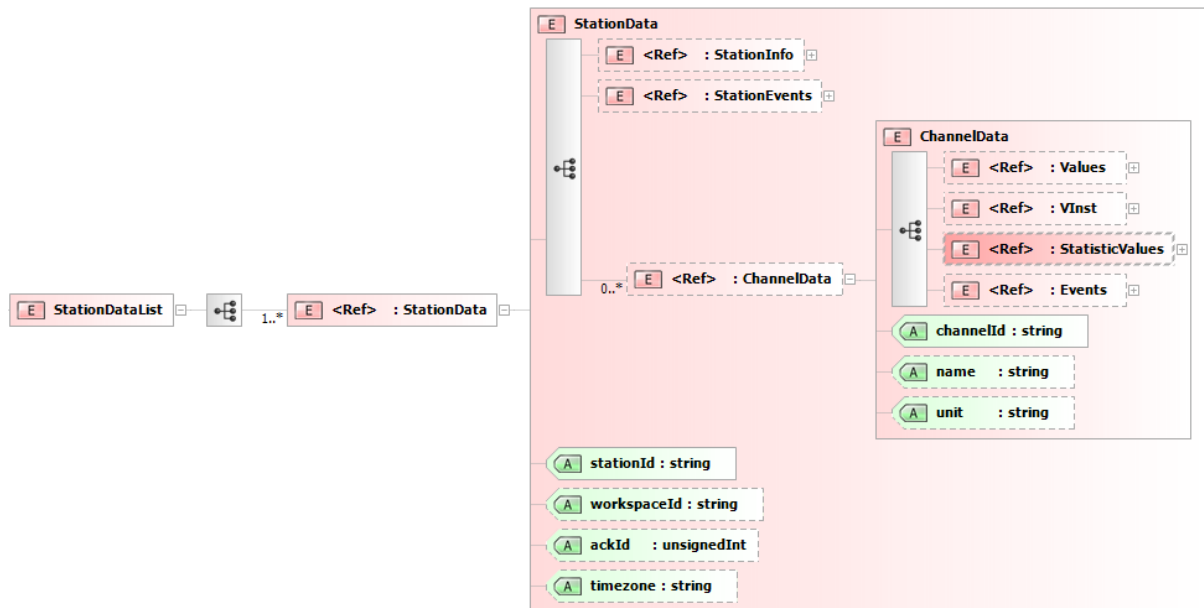 E StationData
E <Ref> : StationInfo
E <Ref> : StationEvents
E ChannelData
E <Ref> : Values
E <Ref> : VInst
E <Ref> : StatisticValues
E <Ref> : ChannelData
0..*
E <Ref> : Events
E StationDataList
1..*
E <Ref> : StationData
A channelId : string
A name : string
A unit : string
A stationId : string
A workspaceId : string
A ackId : unsignedInt
A timezone : string